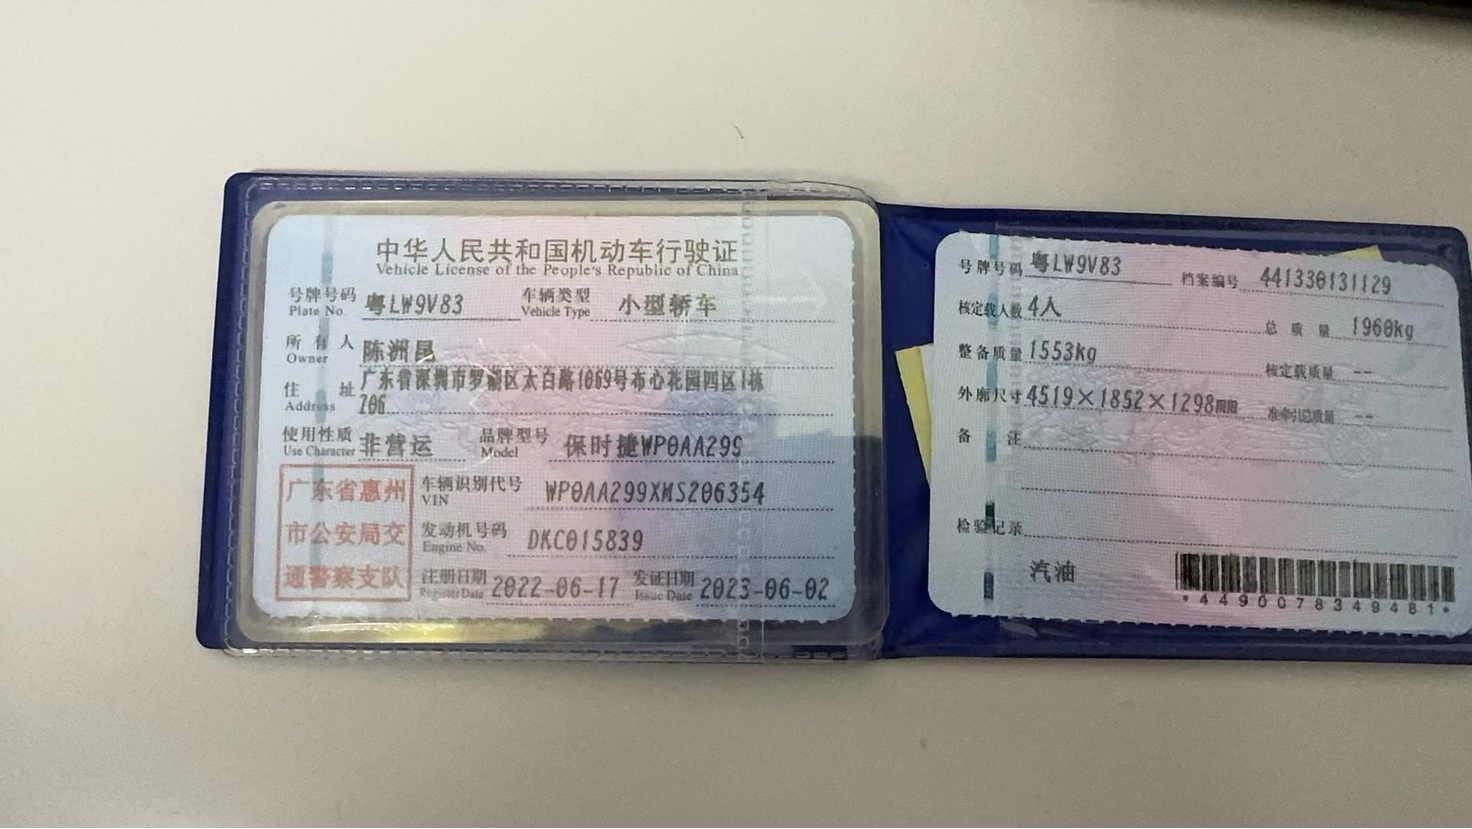 中华人民共和国机动车行驶证
Vehicle License of the People's Republic of China
号牌号码 粤LW9V83 车辆类型 小型轿车
Plate No. Vehicle Type
所有人 陈洲昆
Owner
住址 广东省深圳市罗湖区太白路1069号布心花园四区1栋
Address 706
使用性质 非营运 品牌型号 保时捷WP0AA299
Use Character Model
广东省惠州
市公安局交
通警察支队
车辆识别代号 WP0AA299XMS206354
VIN
发动机号码 DKC015839
Engine No.
注册日期 2022-06-17 发证日期 2023-06-02
Register Date Issue Date
号牌号码 粤LW9V83 档案编号 441330131129
核定载人数 4人 总质量 1960kg
整备质量 1553kg 核定载质量 --
外廓尺寸 4519×1852×1298mm 准牵引总质量 --
备注
检验记录
汽油
*4490078349481*